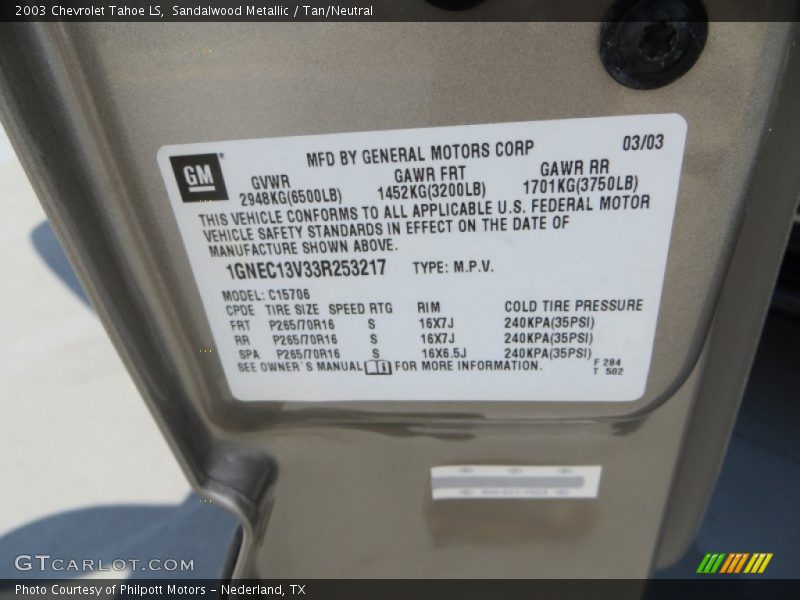 2003 Chevrolet Tahoe LS, Sandalwood Metallic / Tan/Neutral
GM
MFD BY GENERAL MOTORS CORP 03/03
GVWR GAWR FRT GAWR RR
2948KG(6500LB) 1452KG(3200LB) 1701KG(3750LB)
THIS VEHICLE CONFORMS TO ALL APPLICABLE U.S. FEDERAL MOTOR
VEHICLE SAFETY STANDARDS IN EFFECT ON THE DATE OF
MANUFACTURE SHOWN ABOVE.
1GNEC13V33R253217 TYPE: M.P.V.
MODEL: C15706
CPDE TIRE SIZE SPEED RTG RIM COLD TIRE PRESSURE
FRT P265/70R16 S 16X7J 240KPA(35PSI)
RR P265/70R16 S 16X7J 240KPA(35PSI)
SPA P265/70R16 S 16X6.5J 240KPA(35PSI)
SEE OWNER'S MANUAL FOR MORE INFORMATION.
F 284
T 502
GTCARLOT.COM
Photo Courtesy of Philpott Motors - Nederland, TX